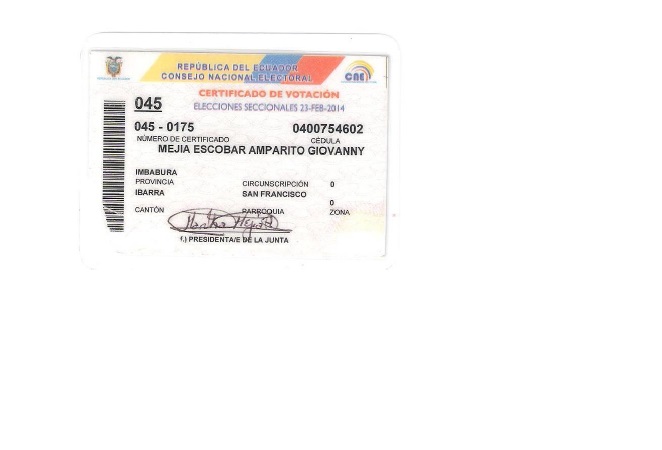 REPÚBLICA DEL ECUADOR
CONSEJO NACIONAL ELECTORAL
CNE
CERTIFICADO DE VOTACIÓN
ELECCIONES SECCIONALES 23-FEB-2014
045
045 - 0175 0400754602
NÚMERO DE CERTIFICADO CÉDULA
MEJIA ESCOBAR AMPARITO GIOVANNY
IMBABURA
PROVINCIA CIRCUNSCRIPCIÓN 0
IBARRA SAN FRANCISCO
0
CANTÓN PARROQUIA ZONA
f.) PRESIDENTA/E DE LA JUNTA